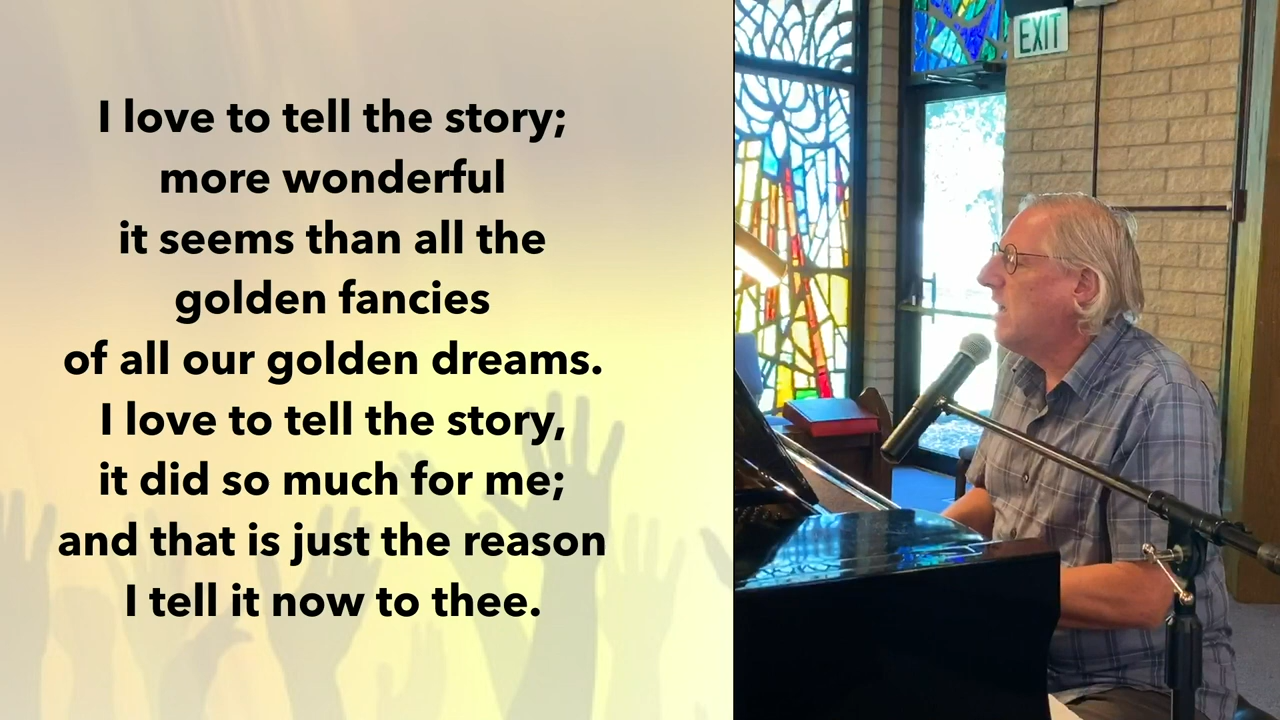 I love to tell the story;
more wonderful
it seems than all the
golden fancies
of all our golden dreams.
I love to tell the story,
it did so much for me;
and that is just the reason
I tell it now to thee.
EXIT